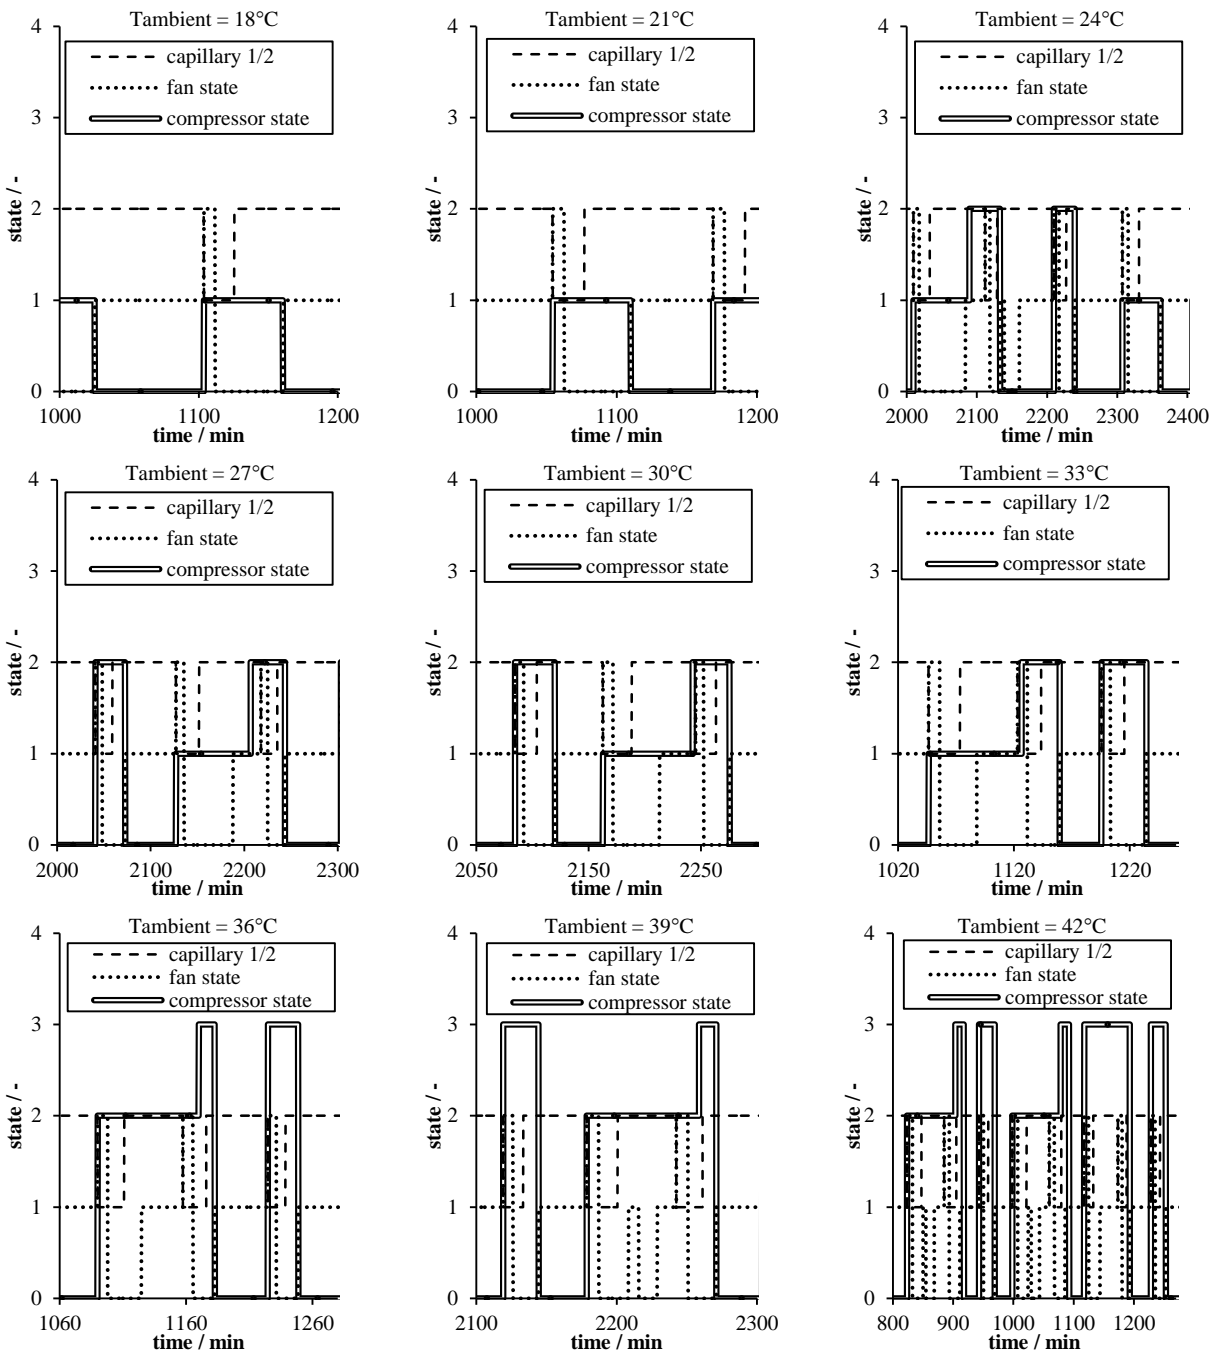 Tambient = 18°C
4
3
2
1
0
state / -
capillary 1/2
fan state
compressor state
1000 1100 1200
time / min
Tambient = 21°C
4
3
2
1
0
state / -
capillary 1/2
fan state
compressor state
1000 1100 1200
time / min
Tambient = 24°C
4
3
2
1
0
state / -
capillary 1/2
fan state
compressor state
2000 2100 2200 2300 2400
time / min
Tambient = 27°C
4
3
2
1
0
state / -
capillary 1/2
fan state
compressor state
2000 2100 2200 2300
time / min
Tambient = 30°C
4
3
2
1
0
state / -
capillary 1/2
fan state
compressor state
2050 2150 2250
time / min
Tambient = 33°C
4
3
2
1
0
state / -
capillary 1/2
fan state
compressor state
1020 1120 1220
time / min
Tambient = 36°C
4
3
2
1
0
state / -
capillary 1/2
fan state
compressor state
1060 1160 1260
time / min
Tambient = 39°C
4
3
2
1
0
state / -
capillary 1/2
fan state
compressor state
2100 2200 2300
time / min
Tambient = 42°C
4
3
2
1
0
state / -
capillary 1/2
fan state
compressor state
800 900 1000 1100 1200
time / min